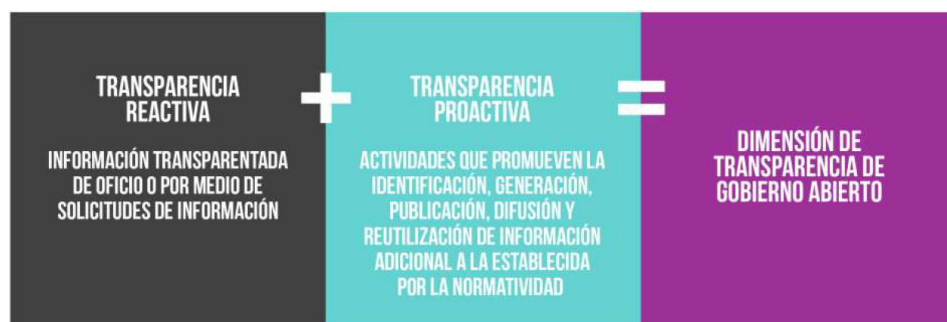 TRANSPARENCIA
REACTIVA
INFORMACIÓN TRANSPARENTADA
DE OFICIO O POR MEDIO DE
SOLICITUDES DE INFORMACIÓN
+
TRANSPARENCIA
PROACTIVA
ACTIVIDADES QUE PROMUEVEN LA
IDENTIFICACIÓN, GENERACIÓN,
PUBLICACIÓN, DIFUSIÓN Y
REUTILIZACIÓN DE INFORMACIÓN
ADICIONAL A LA ESTABLECIDA
POR LA NORMATIVIDAD
=
DIMENSIÓN DE
TRANSPARENCIA DE
GOBIERNO ABIERTO